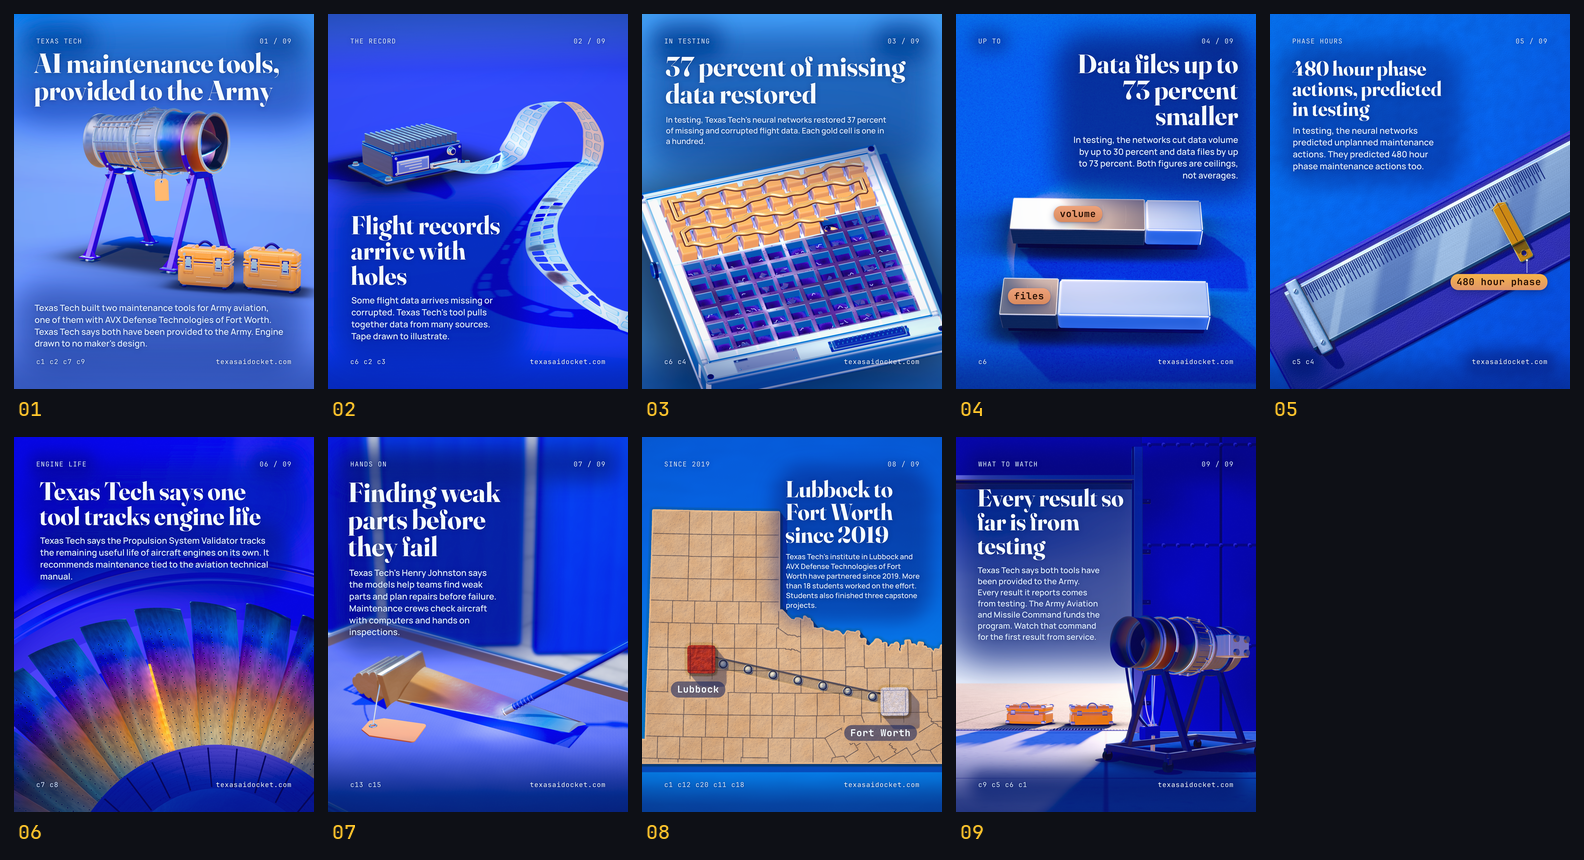 TEXAS TECH
01 / 09
AI maintenance tools,
provided to the Army
Texas Tech built two maintenance tools for Army aviation,
one of them with AVX Defense Technologies of Fort Worth.
Texas Tech says both have been provided to the Army. Engine
drawn to no maker's design.
c1 c2 c7 c9
texasaidocket.com
01
THE RECORD
02 / 09
Flight records
arrive with
holes
Some flight data arrives missing or
corrupted. Texas Tech's tool pulls
together data from many sources.
Tape drawn to illustrate.
c6 c2 c3
texasaidocket.com
02
IN TESTING
03 / 09
37 percent of missing
data restored
In testing, Texas Tech's neural networks restored 37 percent
of missing and corrupted flight data. Each gold cell is one in
a hundred.
c6 c4
texasaidocket.com
03
UP TO
04 / 09
Data files up to
73 percent
smaller
In testing, the networks cut data volume
by up to 30 percent and data files by up
to 73 percent. Both figures are ceilings,
not averages.
volume
files
c6
texasaidocket.com
04
PHASE HOURS
05 / 09
480 hour phase
actions, predicted
in testing
In testing, the neural networks
predicted unplanned maintenance
actions. They predicted 480 hour
phase maintenance actions too.
480 hour phase
c5 c4
texasaidocket.com
05
ENGINE LIFE
06 / 09
Texas Tech says one
tool tracks engine life
Texas Tech says the Propulsion System Validator tracks
the remaining useful life of aircraft engines on its own. It
recommends maintenance tied to the aviation technical
manual.
c7 c8
texasaidocket.com
06
HANDS ON
07 / 09
Finding weak
parts before
they fail
Texas Tech's Henry Johnston says
the models help teams find weak
parts and plan repairs before failure.
Maintenance crews check aircraft
with computers and hands on
inspections.
c13 c15
texasaidocket.com
07
SINCE 2019
08 / 09
Lubbock to
Fort Worth
since 2019
Texas Tech's institute in Lubbock and
AVX Defense Technologies of Fort
Worth have partnered since 2019. More
than 18 students worked on the effort.
Students also finished three capstone
projects.
Lubbock
Fort Worth
c1 c12 c20 c11 c18
texasaidocket.com
08
WHAT TO WATCH
09 / 09
Every result so
far is from
testing
Texas Tech says both tools have
been provided to the Army.
Every result it reports comes
from testing. The Army Aviation
and Missile Command funds the
program. Watch that command
for the first result from service.
c9 c5 c6 c1
texasaidocket.com
09